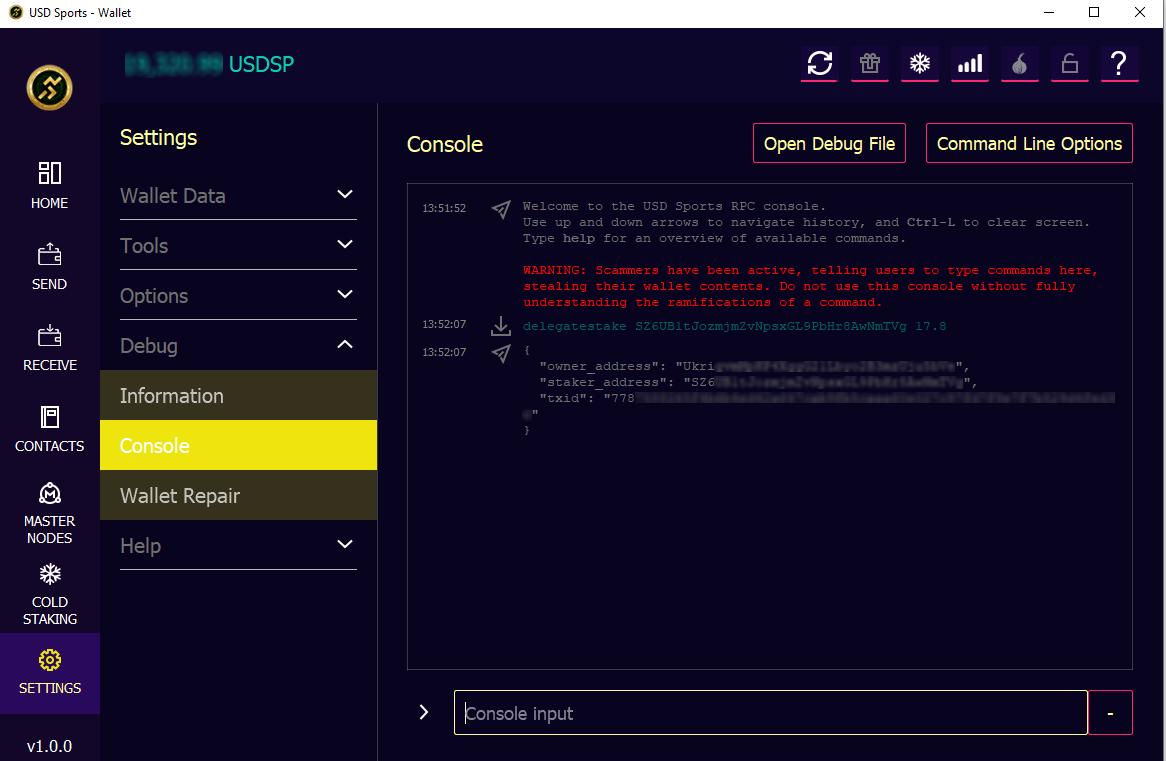 USD Sports - Wallet
USDSP
HOME
SEND
RECEIVE
CONTACTS
MASTER
NODES
COLD
STAKING
SETTINGS
v1.0.0
Settings
Wallet Data
Tools
Options
Debug
Information
Console
Wallet Repair
Help
Console
Open Debug File
Command Line Options
13:51:52
Welcome to the USD Sports RPC console.
Use up and down arrows to navigate history, and Ctrl-L to clear screen.
Type help for an overview of available commands.
WARNING: Scammers have been active, telling users to type commands here,
stealing their wallet contents. Do not use this console without fully
understanding the ramifications of a command.
13:52:07 delegatestake SZ6UBltJozmjmZvNpsxGL9PbHr8AwNmTVg 17.8
13:52:07 {
"owner_address": "Ukri ",
"staker_address": "SZ6 ",
"txid": "778
"
}
Console input
-